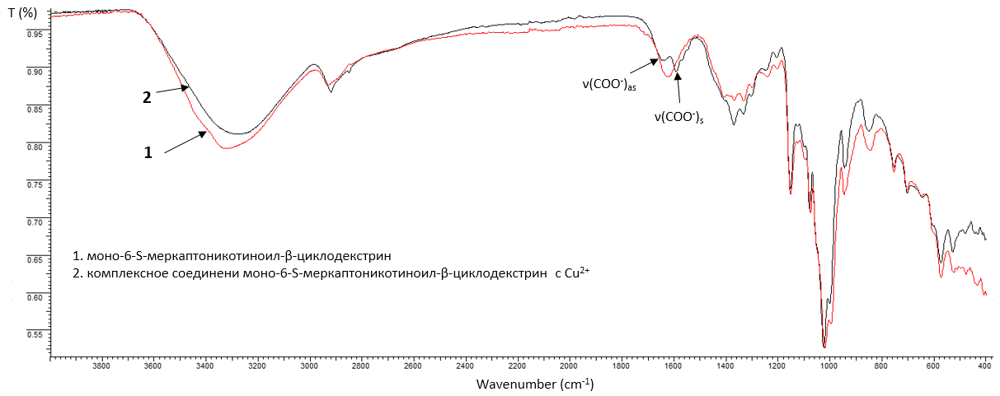 T (%)
0.95
0.90
0.85
0.80
0.75
0.70
0.65
0.60
0.55
2
1
ν(COO⁻)as
ν(COO⁻)s
1. моно-6-S-меркаптоникотиноил-β-циклодекстрин
2. комплексное соединени моно-6-S-меркаптоникотиноил-β-циклодекстрин с Cu²⁺
3800 3600 3400 3200 3000 2800 2600 2400 2200 2000 1800 1600 1400 1200 1000 800 600 400
Wavenumber (cm⁻¹)